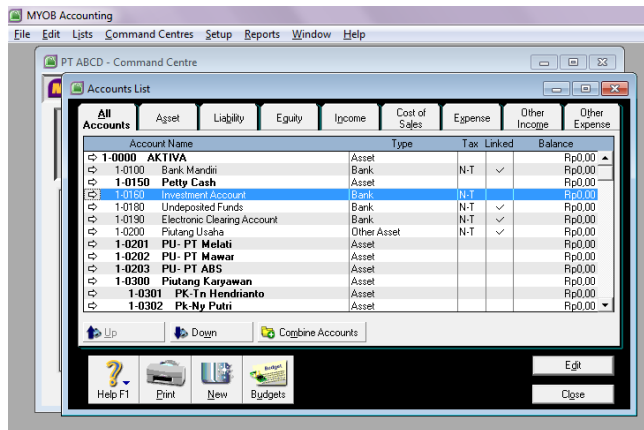 MYOB Accounting
File Edit Lists Command Centres Setup Reports Window Help
PT ABCD - Command Centre
Accounts List
All Accounts Asset Liability Equity Income Cost of Sales Expense Other Income Other Expense
Account Name Type Tax Linked Balance
1-0000 AKTIVA Asset Rp0,00
1-0100 Bank Mandiri Bank N-T Rp0,00
1-0150 Petty Cash Asset Rp0,00
1-0160 Investment Account Bank N-T Rp0,00
1-0180 Undeposited Funds Bank N-T Rp0,00
1-0190 Electronic Clearing Account Bank N-T Rp0,00
1-0200 Piutang Usaha Other Asset N-T Rp0,00
1-0201 PU- PT Melati Asset Rp0,00
1-0202 PU- PT Mawar Asset Rp0,00
1-0203 PU- PT ABS Asset Rp0,00
1-0300 Piutang Karyawan Asset Rp0,00
1-0301 PK-Tn Hendrianto Asset Rp0,00
1-0302 Pk-Ny Putri Asset Rp0,00
Up Down Combine Accounts
Budget
Edit
Help F1 Print New Budgets
Close